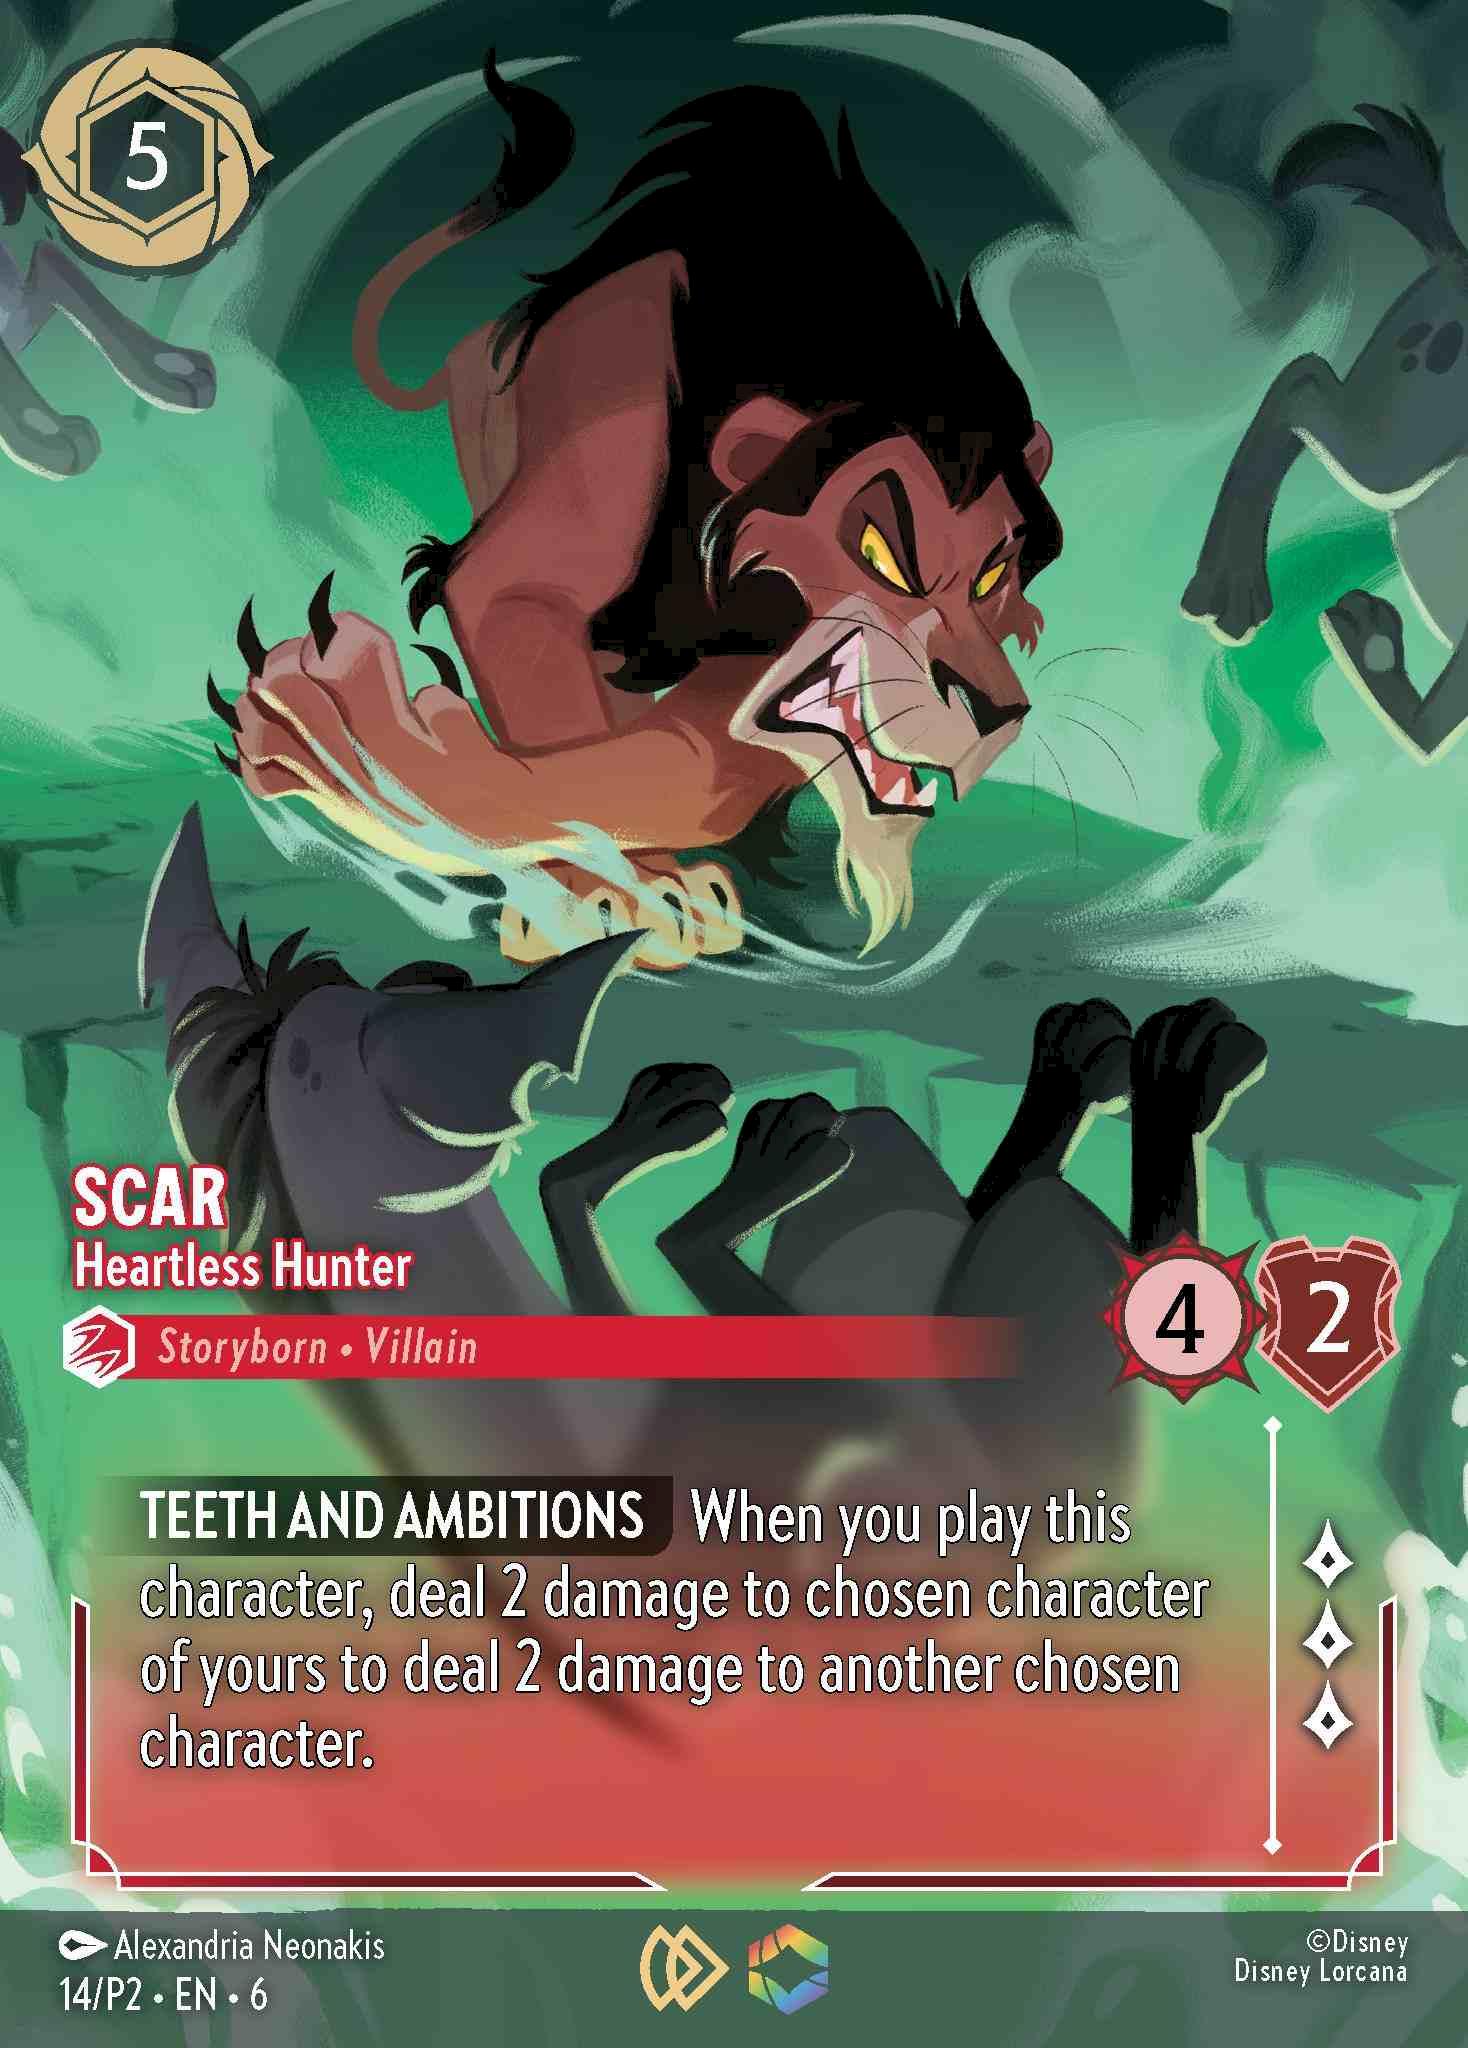 5
SCAR
Heartless Hunter
Storyborn • Villain
4
2
TEETH AND AMBITIONS When you play this
character, deal 2 damage to chosen character
of yours to deal 2 damage to another chosen
character.
Alexandria Neonakis
14/P2 • EN • 6
©Disney
Disney Lorcana